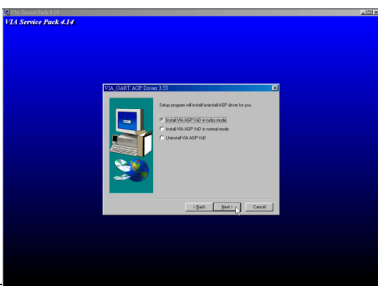 VIA Service Pack 4.14
VIA Service Pack 4.14
VIA_GART AGP Driver 3.55
Setup program will install/uninstall AGP driver for you.
Install VIA AGP VxD in turbo mode
Install VIA AGP VxD in normal mode
Uninstall VIA AGP VxD
< Back
Next >
Cancel